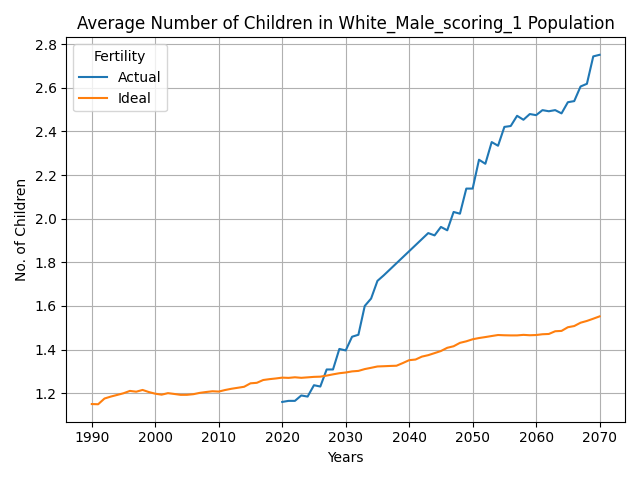 Average Number of Children in White_Male_scoring_1 Population
Fertility
Actual
Ideal
No. of Children
2.8
2.6
2.4
2.2
2.0
1.8
1.6
1.4
1.2
1990 2000 2010 2020 2030 2040 2050 2060 2070
Years